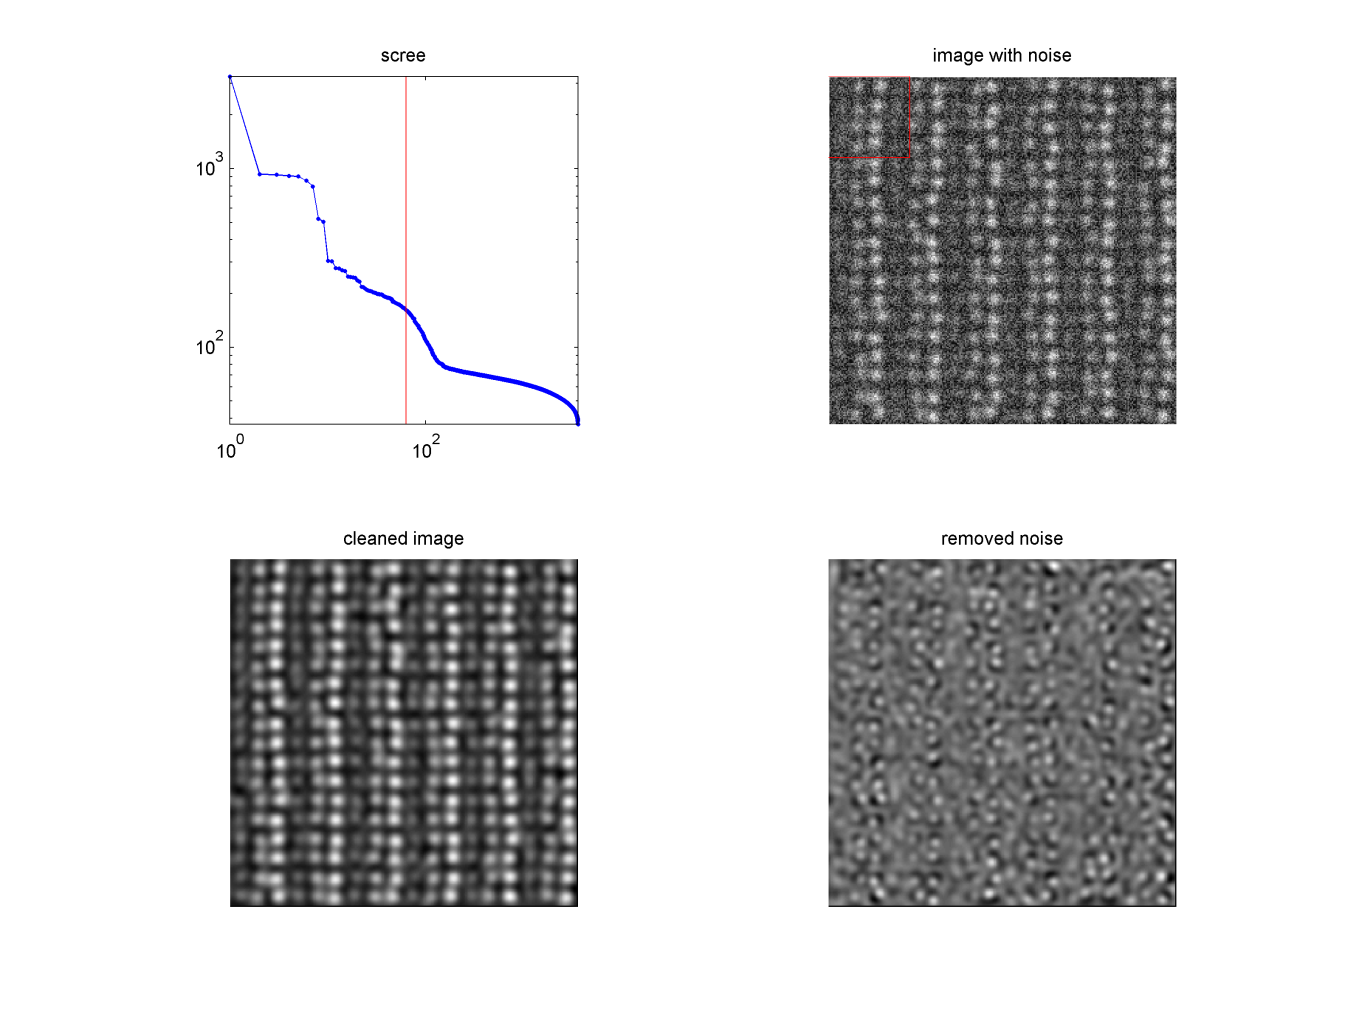 scree
image with noise
10^3
10^2
10^0
10^2
cleaned image
removed noise